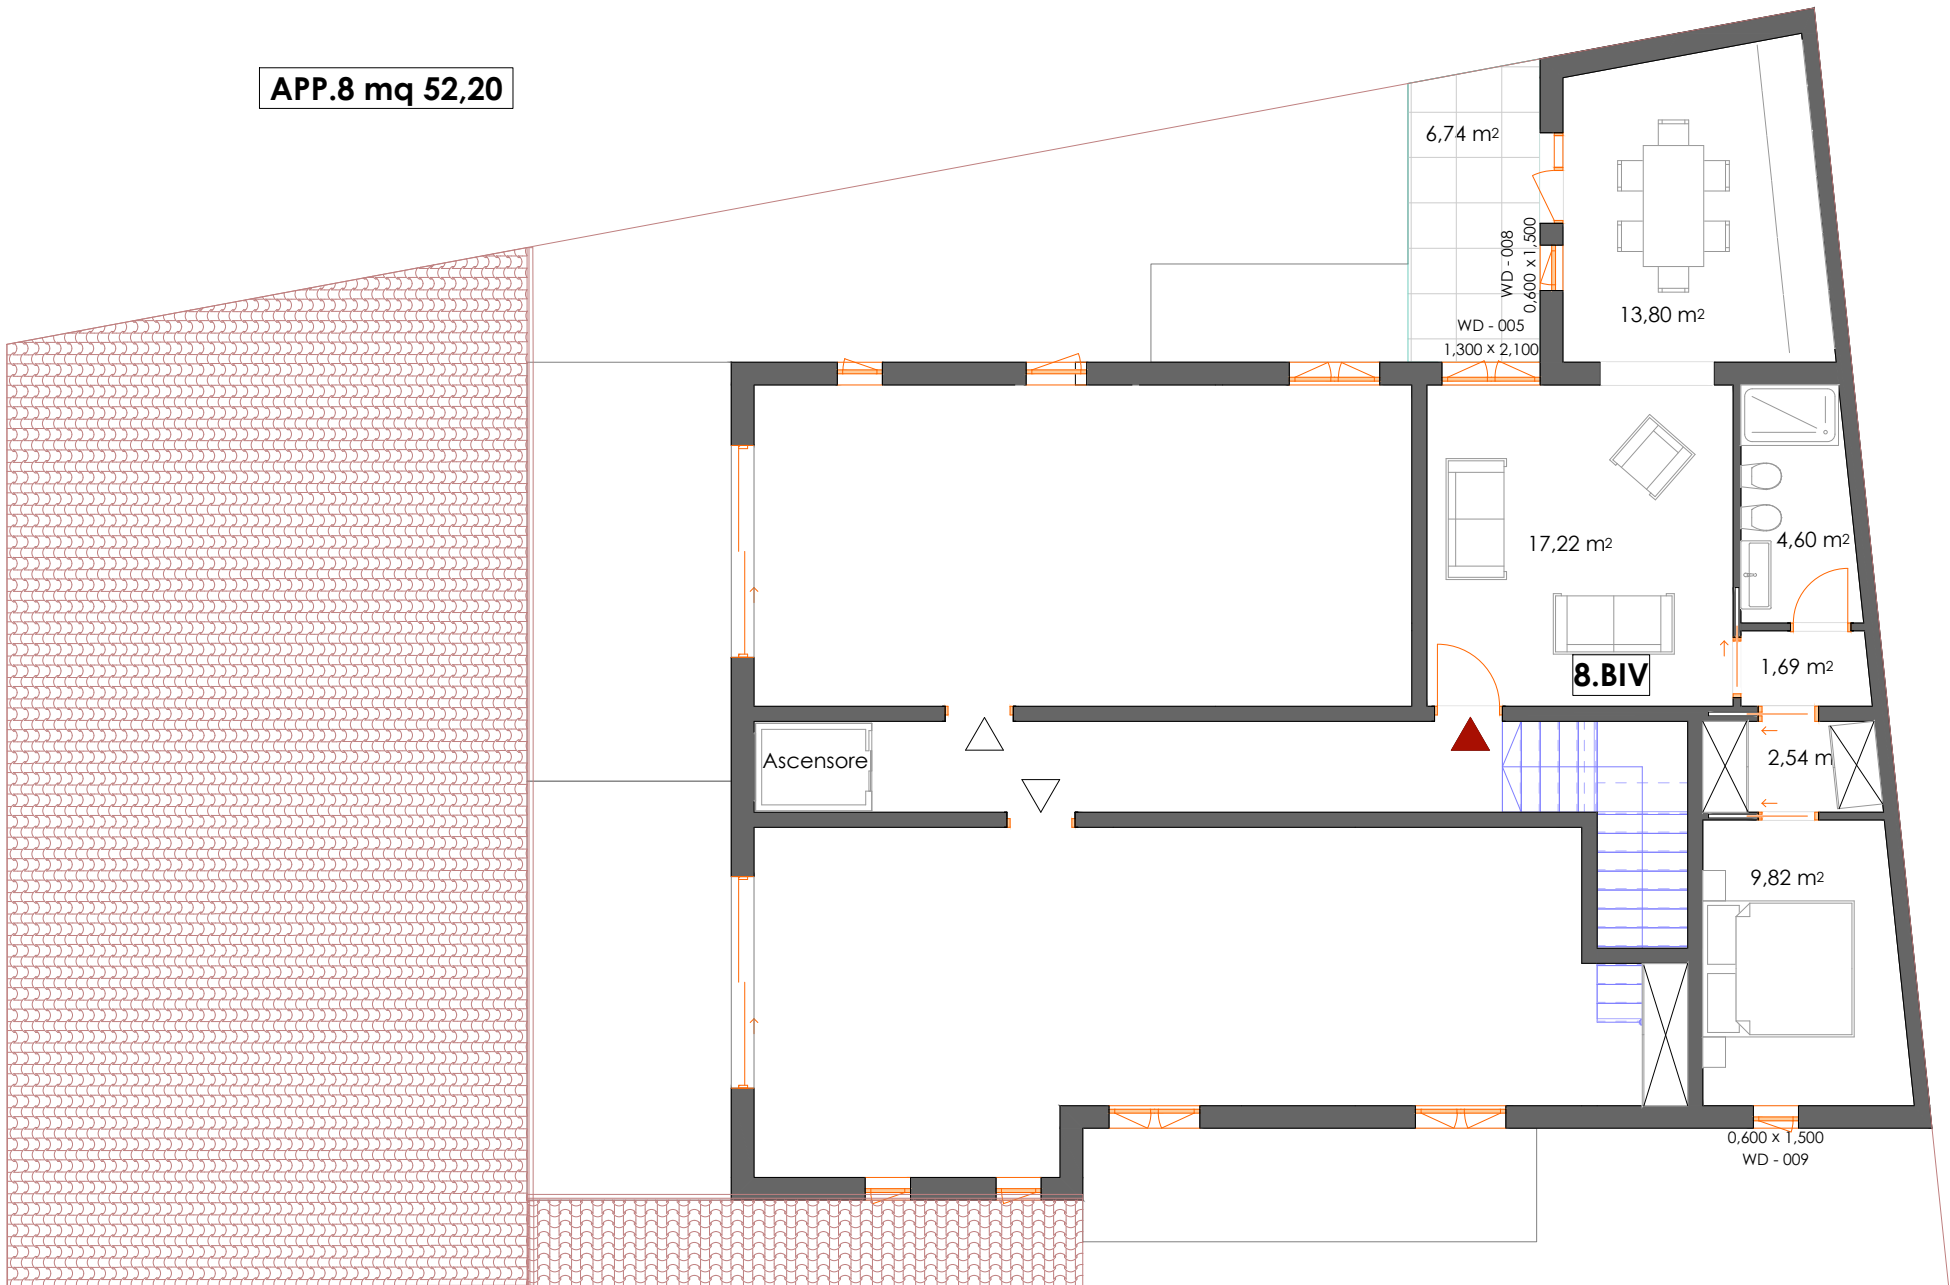 APP.8 mq 52,20
6,74 m²
WD - 008
0,600 x 1,500
WD - 005
1,300 x 2,100
13,80 m²
17,22 m²
4,60 m²
8.BIV
1,69 m²
Ascensore
2,54 m
9,82 m²
0,600 x 1,500
WD - 009